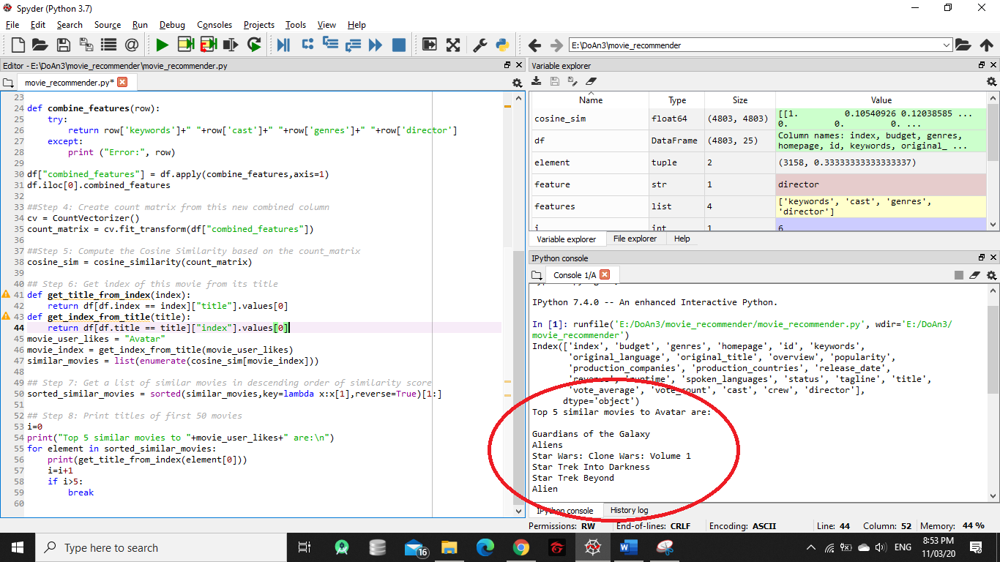 Spyder (Python 3.7)
File Edit Search Source Run Debug Consoles Projects Tools View Help
E:\DoAn3\movie_recommender
Editor - E:\DoAn3\movie_recommender\movie_recommender.py
movie_recommender.py*
23
24 def combine_features(row):
25 try:
26 return row['keywords']+" "+row['cast']+" "+row['genres']+" "+row['director']
27 except:
28 print ("Error:", row)
29
30 df["combined_features"] = df.apply(combine_features,axis=1)
31 df.iloc[0].combined_features
32
33 ##Step 4: Create count matrix from this new combined column
34 cv = CountVectorizer()
35 count_matrix = cv.fit_transform(df["combined_features"])
36
37 ##Step 5: Compute the Cosine Similarity based on the count_matrix
38 cosine_sim = cosine_similarity(count_matrix)
39
40 ## Step 6: Get index of this movie from its title
41 def get_title_from_index(index):
42 return df[df.index == index]["title"].values[0]
43 def get_index_from_title(title):
44 return df[df.title == title]["index"].values[0]
45 movie_user_likes = "Avatar"
46 movie_index = get_index_from_title(movie_user_likes)
47 similar_movies = list(enumerate(cosine_sim[movie_index]))
48
49 ## Step 7: Get a list of similar movies in descending order of similarity score
50 sorted_similar_movies = sorted(similar_movies,key=lambda x:x[1],reverse=True)[1:]
51
52 ## Step 8: Print titles of first 50 movies
53 i=0
54 print("Top 5 similar movies to "+movie_user_likes+" are:\n")
55 for element in sorted_similar_movies:
56 print(get_title_from_index(element[0]))
57 i=i+1
58 if i>5:
59 break
60
Variable explorer
Name Type Size Value
cosine_sim float64 (4803, 4803) [[1. 0.10540926 0.12038585 ...
0. 0. 0. ...
df DataFrame (4803, 25) Column names: index, budget, genres,
homepage, id, keywords, original_ ...
element tuple 2 (3158, 0.33333333333333337)
feature str 1 director
features list 4 ['keywords', 'cast', 'genres',
'director']
i int 1 6
Variable explorer File explorer Help
IPython console
Console 1/A
IPython 7.4.0 -- An enhanced Interactive Python.
In [1]: runfile('E:/DoAn3/movie_recommender/movie_recommender.py', wdir='E:/DoAn3/
movie_recommender')
Index(['index', 'budget', 'genres', 'homepage', 'id', 'keywords',
'original_language', 'original_title', 'overview', 'popularity',
'production_companies', 'production_countries', 'release_date',
'revenue', 'runtime', 'spoken_languages', 'status', 'tagline', 'title',
'vote_average', 'vote_count', 'cast', 'crew', 'director'],
dtype='object')
Top 5 similar movies to Avatar are:
Guardians of the Galaxy
Aliens
Star Wars: Clone Wars: Volume 1
Star Trek Into Darkness
Star Trek Beyond
Alien
IPython console History log
Permissions: RW End-of-lines: CRLF Encoding: ASCII Line: 44 Column: 52 Memory: 44 %
Type here to search
16
ENG
8:53 PM
11/03/20